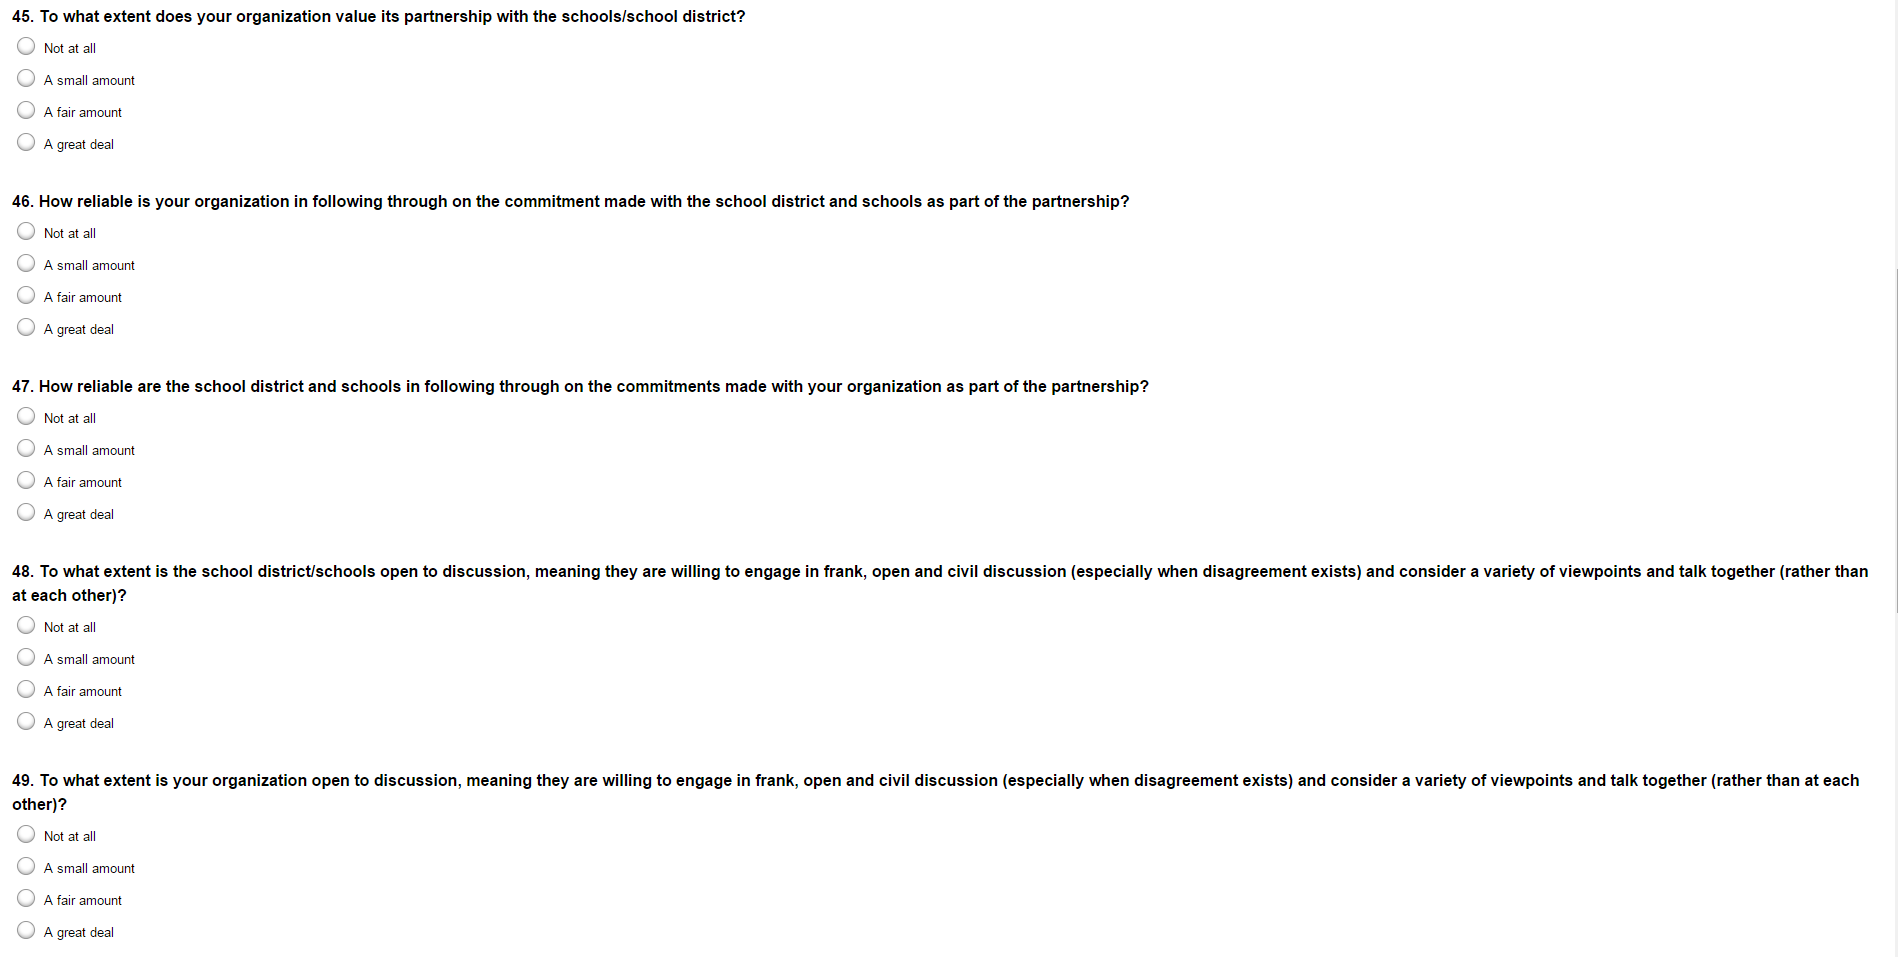 45. To what extent does your organization value its partnership with the schools/school district?
Not at all
A small amount
A fair amount
A great deal
46. How reliable is your organization in following through on the commitment made with the school district and schools as part of the partnership?
Not at all
A small amount
A fair amount
A great deal
47. How reliable are the school district and schools in following through on the commitments made with your organization as part of the partnership?
Not at all
A small amount
A fair amount
A great deal
48. To what extent is the school district/schools open to discussion, meaning they are willing to engage in frank, open and civil discussion (especially when disagreement exists) and consider a variety of viewpoints and talk together (rather than
at each other)?
Not at all
A small amount
A fair amount
A great deal
49. To what extent is your organization open to discussion, meaning they are willing to engage in frank, open and civil discussion (especially when disagreement exists) and consider a variety of viewpoints and talk together (rather than at each
other)?
Not at all
A small amount
A fair amount
A great deal